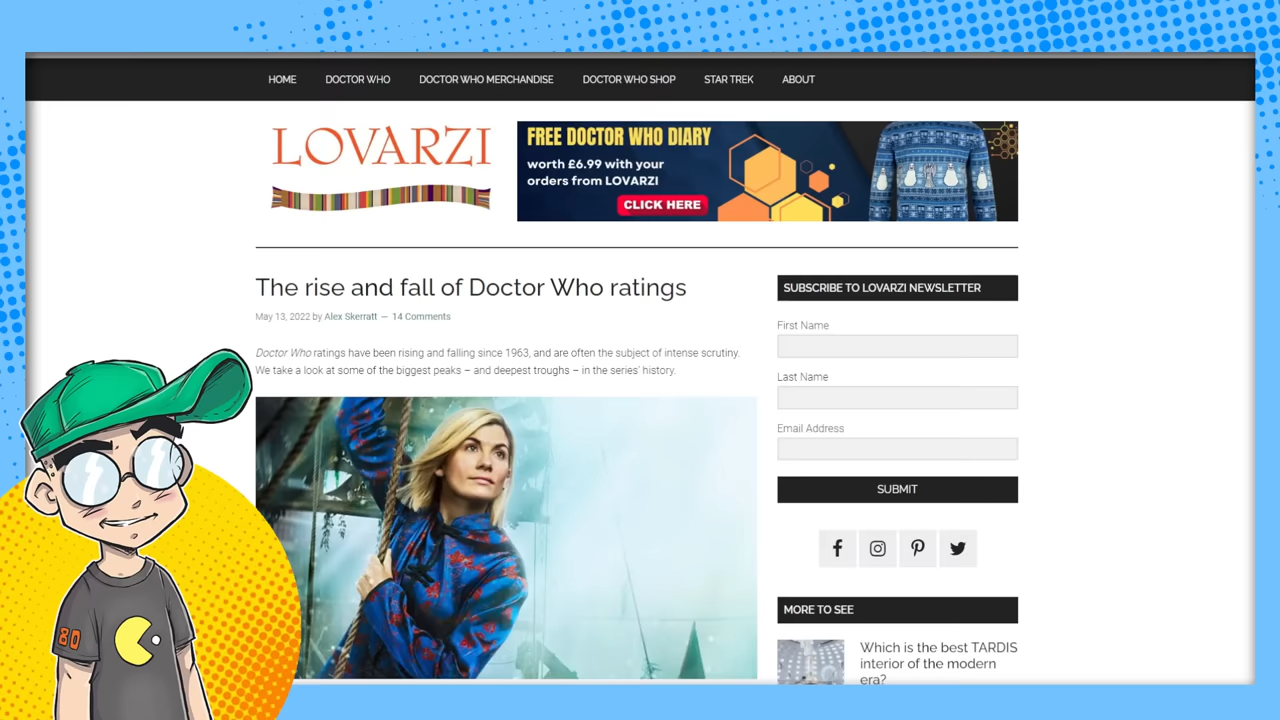 HOME DOCTOR WHO DOCTOR WHO MERCHANDISE DOCTOR WHO SHOP STAR TREK ABOUT
LOVARZI
FREE DOCTOR WHO DIARY
worth £6.99 with your
orders from LOVARZI
CLICK HERE
The rise and fall of Doctor Who ratings
May 13, 2022 by Alex Skerratt — 14 Comments
Doctor Who ratings have been rising and falling since 1963, and are often the subject of intense scrutiny.
We take a look at some of the biggest peaks – and deepest troughs – in the series' history.
SUBSCRIBE TO LOVARZI NEWSLETTER
First Name
Last Name
Email Address
SUBMIT
MORE TO SEE
Which is the best TARDIS
interior of the modern
era?
80